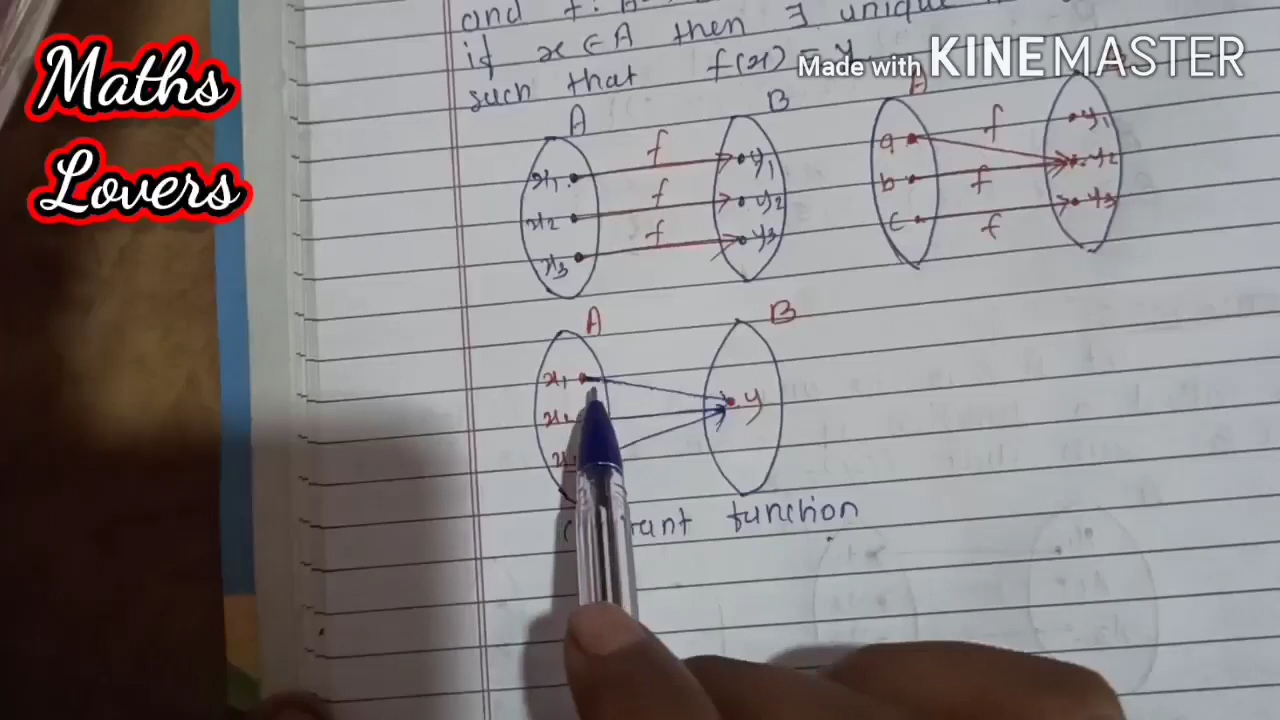 Maths
Lovers
Made with KINEMASTER
and f: A
if x ∈ A then ∃ unique
such that f(x) = y
A B
x₁ f y₁
x₂ f y₂
x₃ f y₃
A
a f y₁
b f y₂
c f y₃
A B
x₁
y
function